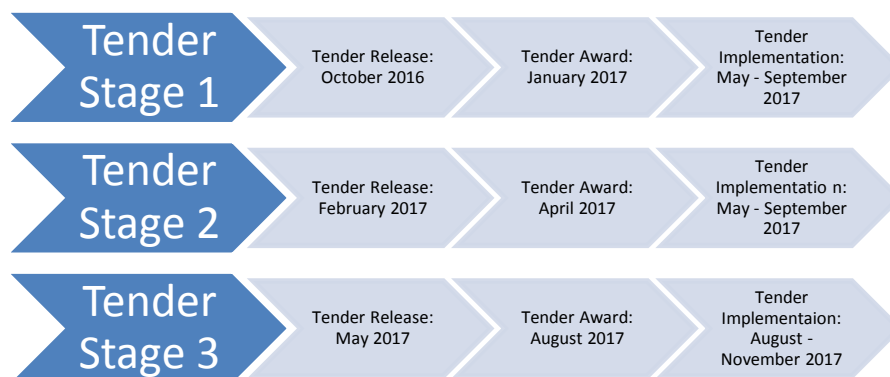 Tender
Stage 1
Tender Release:
October 2016
Tender Award:
January 2017
Tender
Implementation:
May - September
2017
Tender
Stage 2
Tender Release:
February 2017
Tender Award:
April 2017
Tender
Implementatio n:
May - September
2017
Tender
Stage 3
Tender Release:
May 2017
Tender Award:
August 2017
Tender
Implementaion:
August -
November 2017